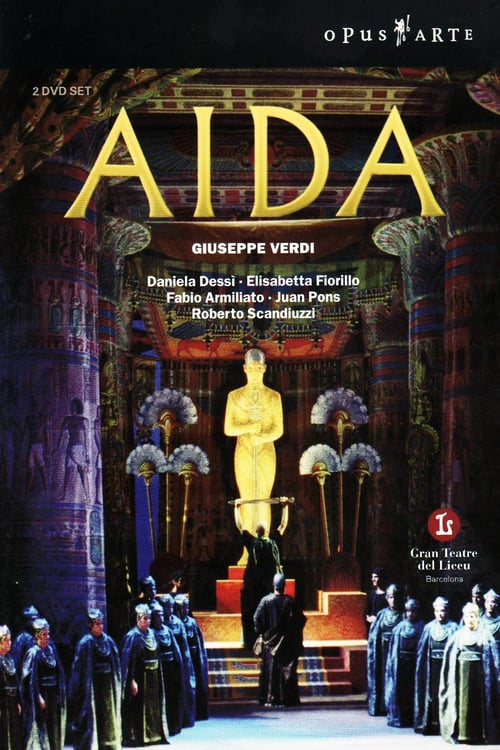 OPUS ARTE
2 DVD SET
AIDA
GIUSEPPE VERDI
Daniela Dessì · Elisabetta Fiorillo
Fabio Armiliato · Juan Pons
Roberto Scandiuzzi
Gran Teatre
del Liceu
Barcelona